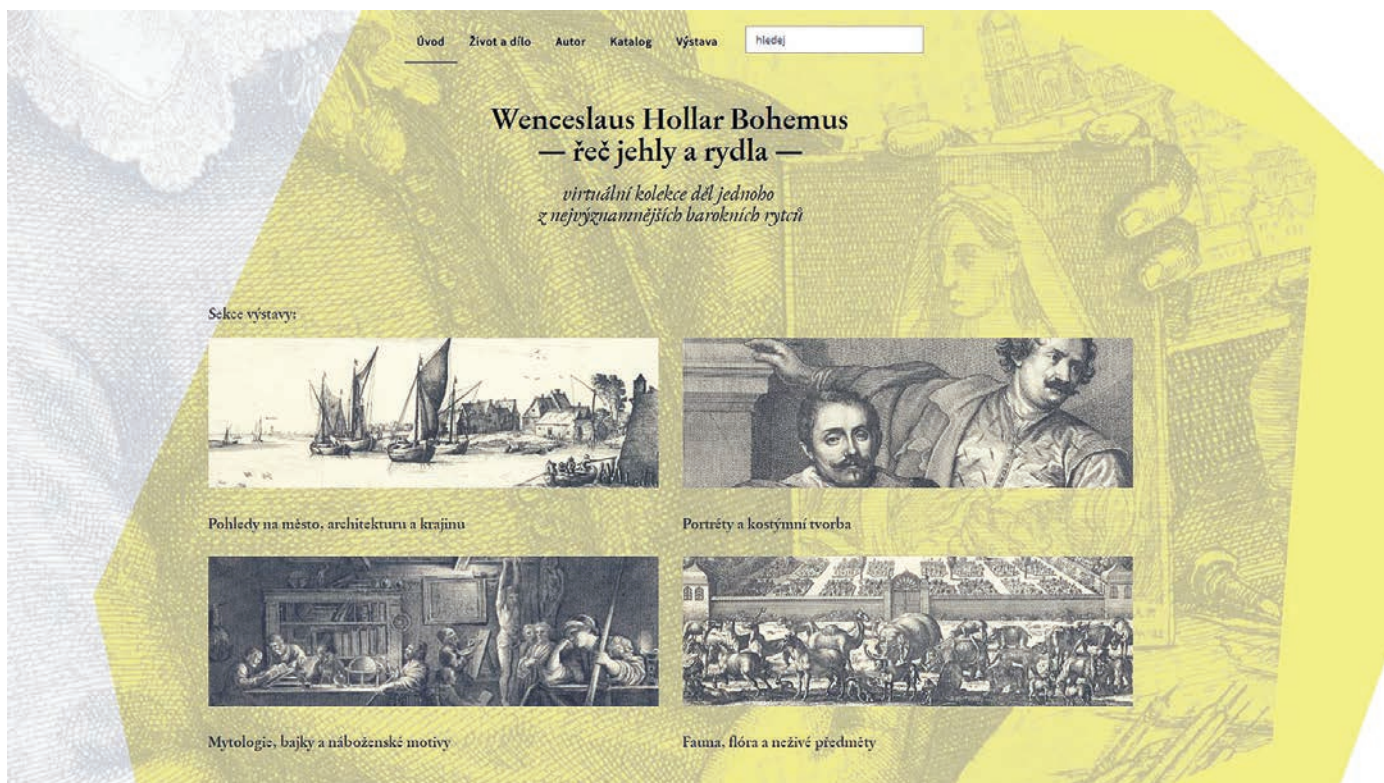 Úvod Život a dílo Autor Katalog Výstava hledej
Wenceslaus Hollar Bohemus
— řeč jehly a rydla —
virtuální kolekce děl jednoho
z nejvýznamnějších barokních rytců
Sekce výstavy:
Pohledy na město, architekturu a krajinu
Portréty a kostýmní tvorba
Mytologie, bajky a náboženské motivy
Fauna, flóra a neživé předměty